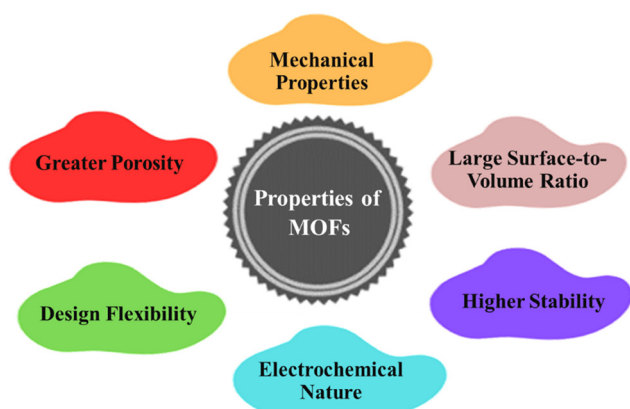 Mechanical
Properties
Greater Porosity
Large Surface-to-
Volume Ratio
Properties of
MOFs
Design Flexibility
Higher Stability
Electrochemical
Nature